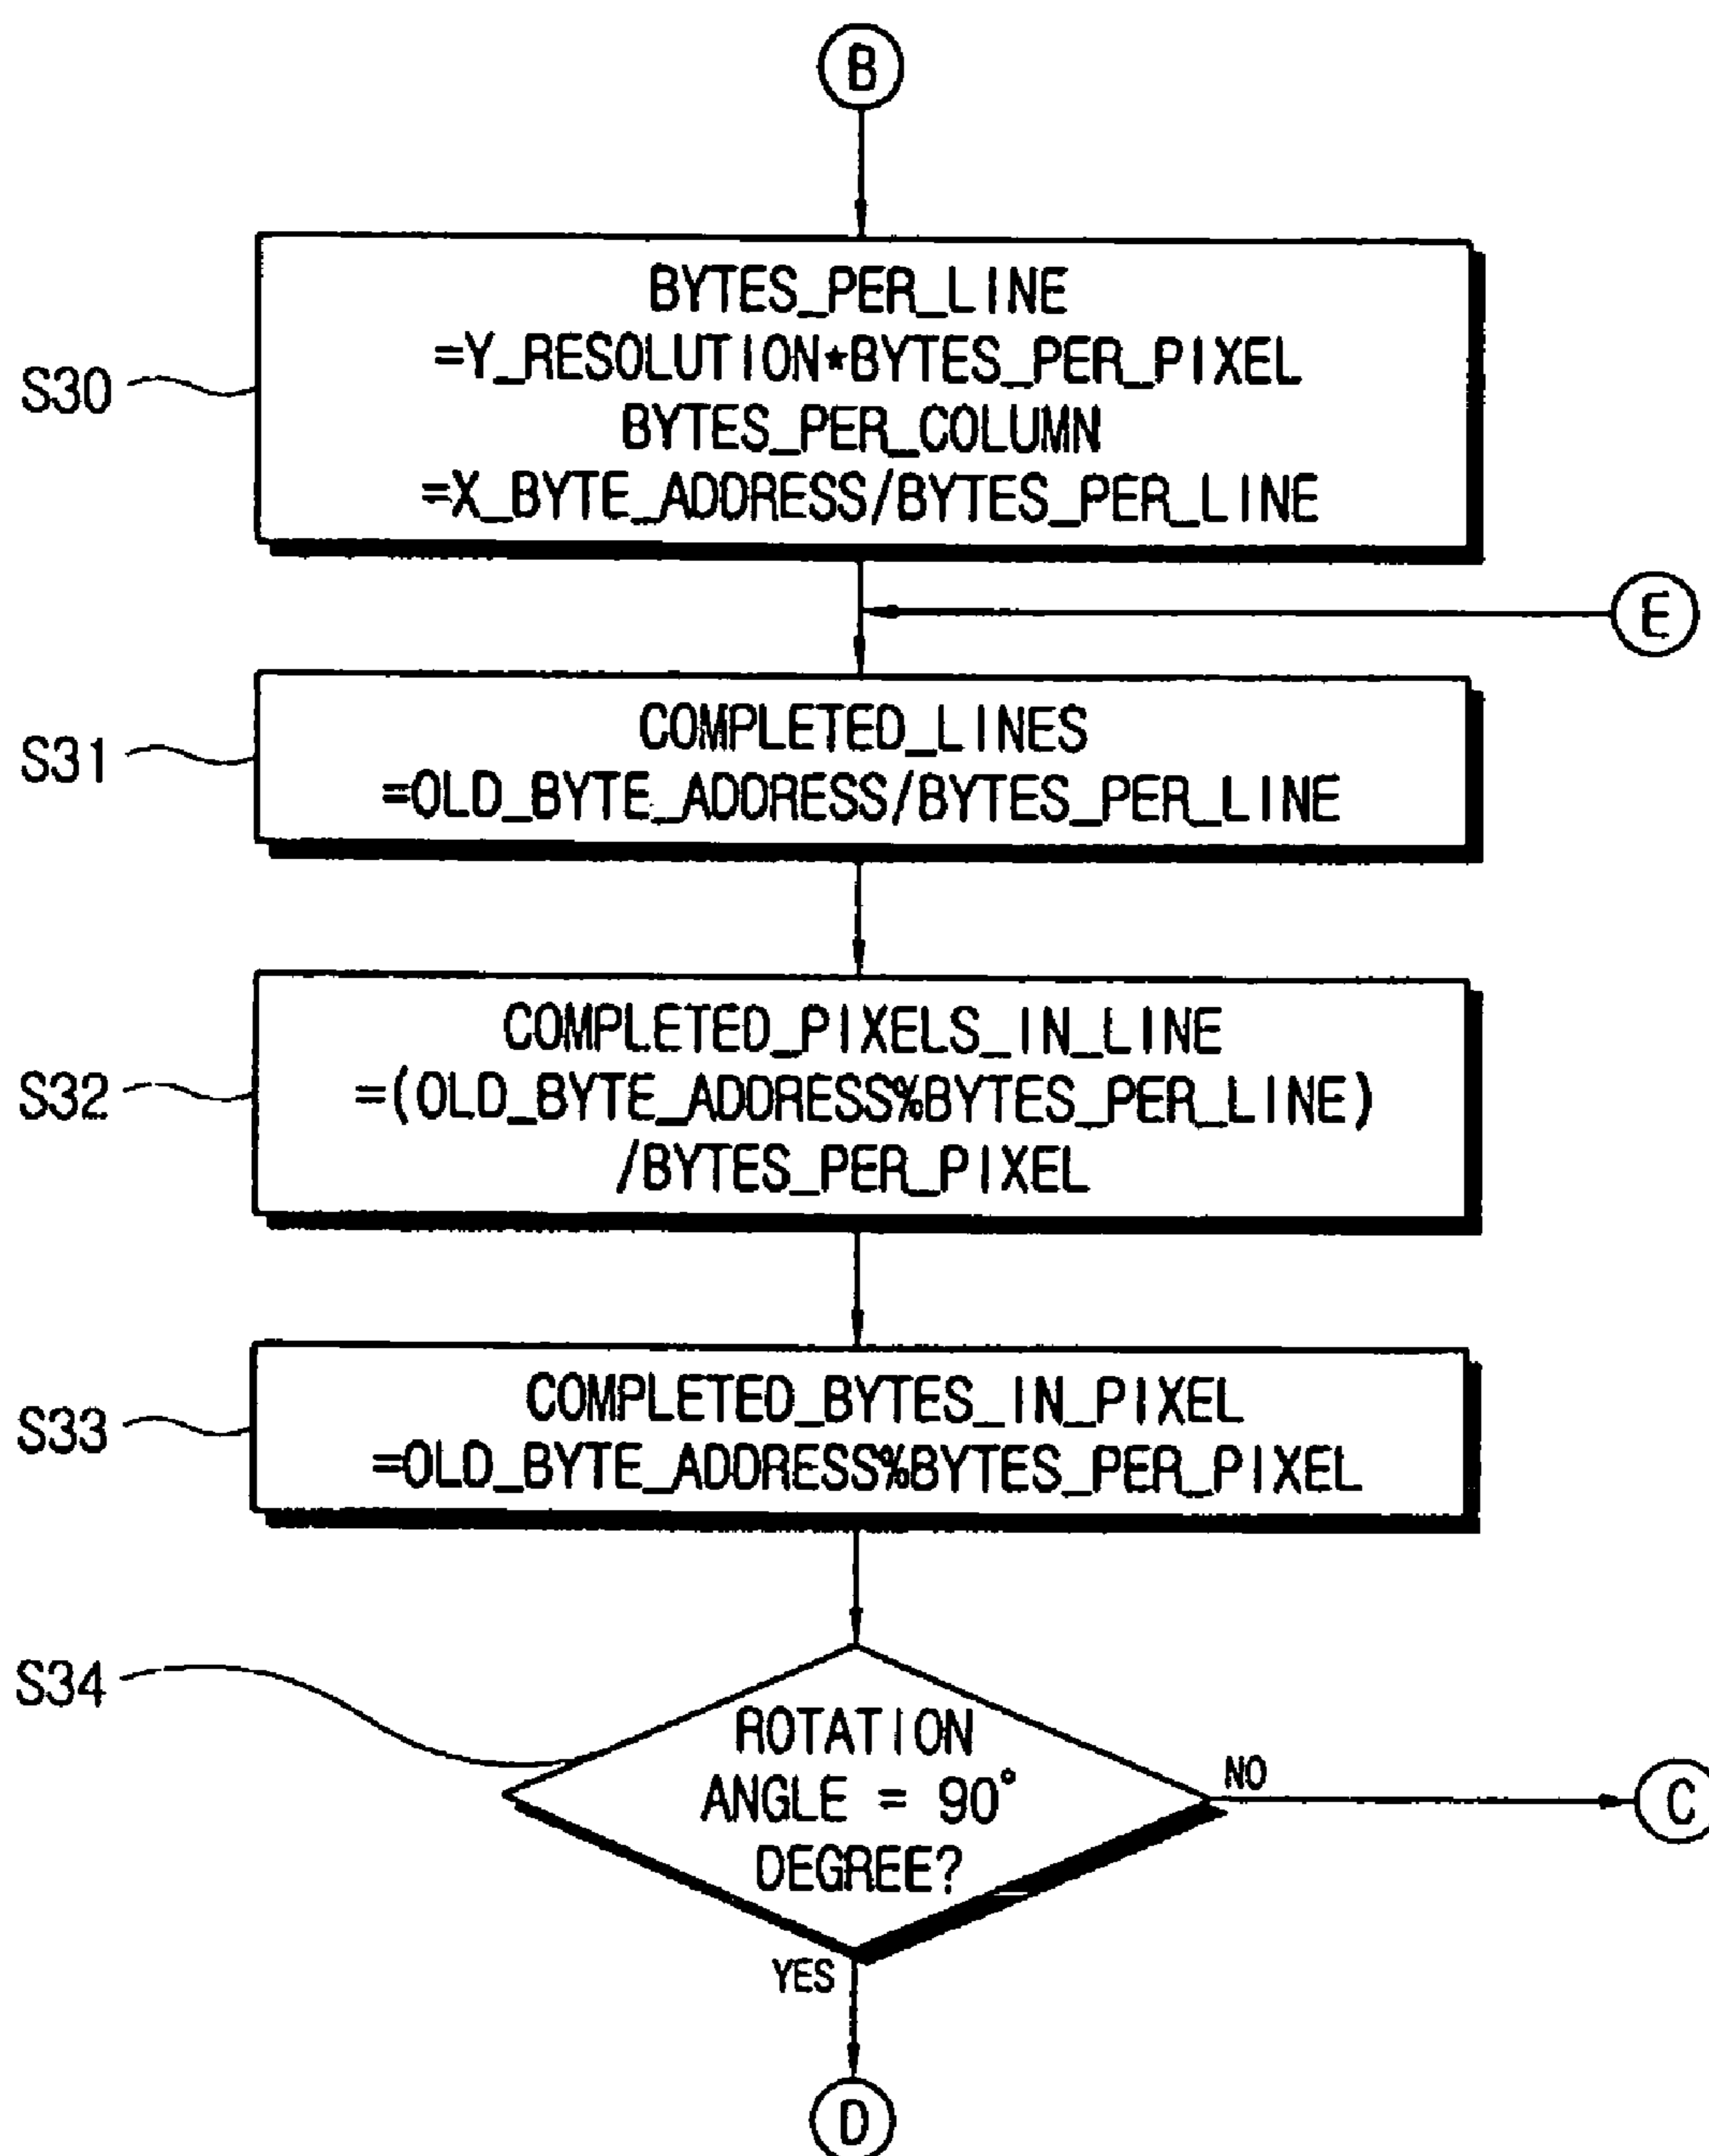 B
S30
BYTES_PER_LINE
=Y_RESOLUTION*BYTES_PER_PIXEL
BYTES_PER_COLUMN
=X_BYTE_ADDRESS/BYTES_PER_LINE
E
S31
COMPLETED_LINES
=OLD_BYTE_ADDRESS/BYTES_PER_LINE
S32
COMPLETED_PIXELS_IN_LINE
=(OLD_BYTE_ADDRESS%BYTES_PER_LINE)
/BYTES_PER_PIXEL
S33
COMPLETED_BYTES_IN_PIXEL
=OLD_BYTE_ADDRESS%BYTES_PER_PIXEL
S34
ROTATION
ANGLE = 90°
DEGREE?
NO
C
YES
D